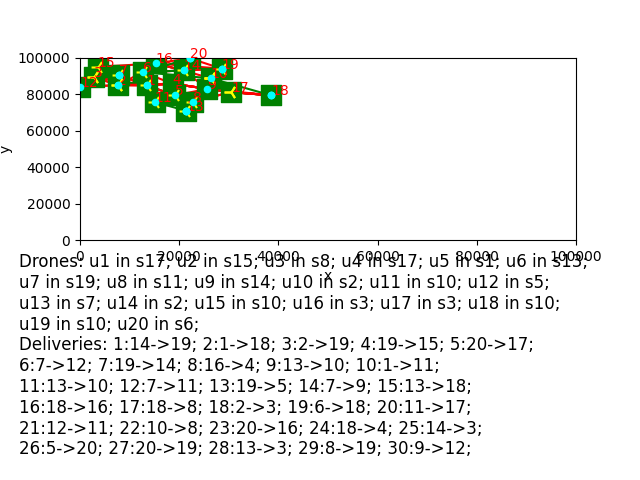 20
16
15
9
100000
80000
60000
40000
20000
0
y
7
18
0 20000 40000 60000 80000 100000
x
Drones: u1 in s17; u2 in s15; u3 in s8; u4 in s17; u5 in s1; u6 in s13;
u7 in s19; u8 in s11; u9 in s14; u10 in s2; u11 in s10; u12 in s5;
u13 in s7; u14 in s2; u15 in s10; u16 in s3; u17 in s3; u18 in s10;
u19 in s10; u20 in s6;
Deliveries: 1:14->19; 2:1->18; 3:2->19; 4:19->15; 5:20->17;
6:7->12; 7:19->14; 8:16->4; 9:13->10; 10:1->11;
11:13->10; 12:7->11; 13:19->5; 14:7->9; 15:13->18;
16:18->16; 17:18->8; 18:2->3; 19:6->18; 20:11->17;
21:12->11; 22:10->8; 23:20->16; 24:18->4; 25:14->3;
26:5->20; 27:20->19; 28:13->3; 29:8->19; 30:9->12;